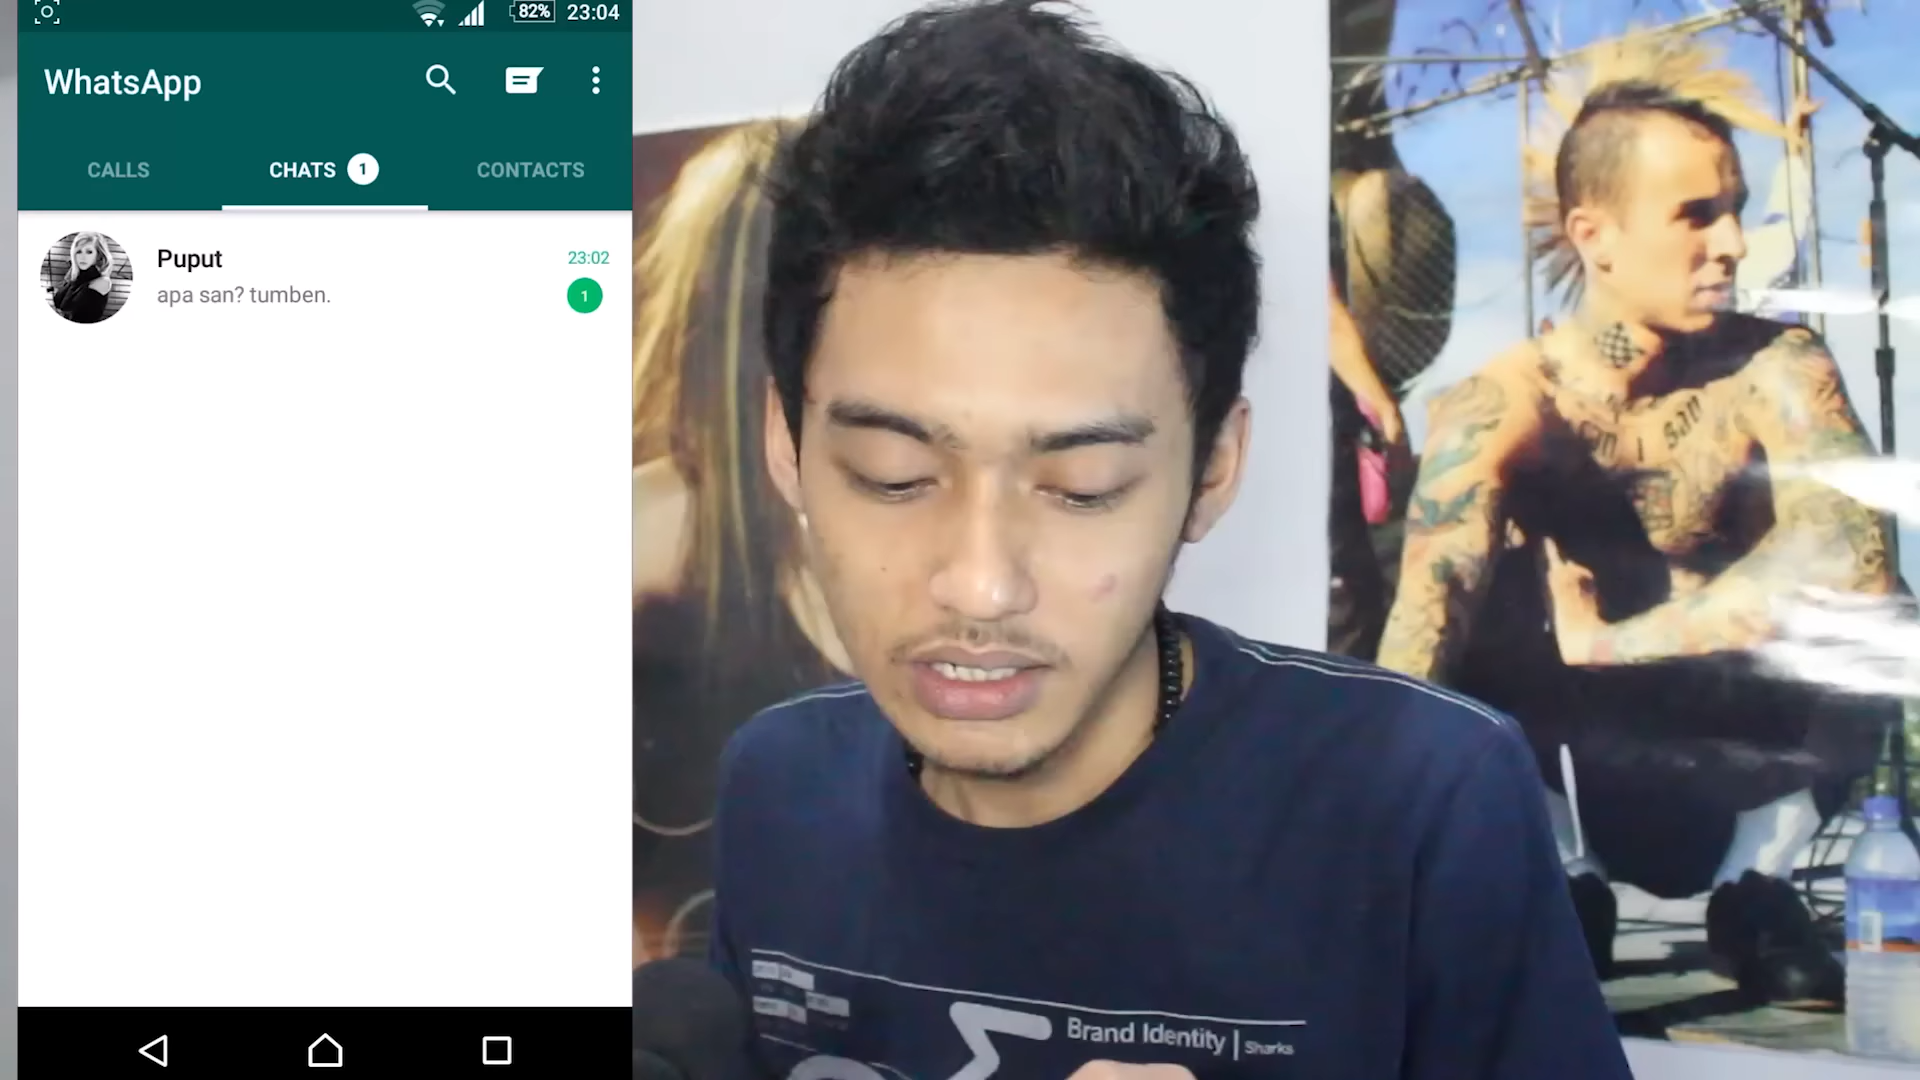 82% 23:04
WhatsApp
CALLS CHATS 1 CONTACTS
Puput 23:02
apa san? tumben. 1
Brand Identity | Sharks